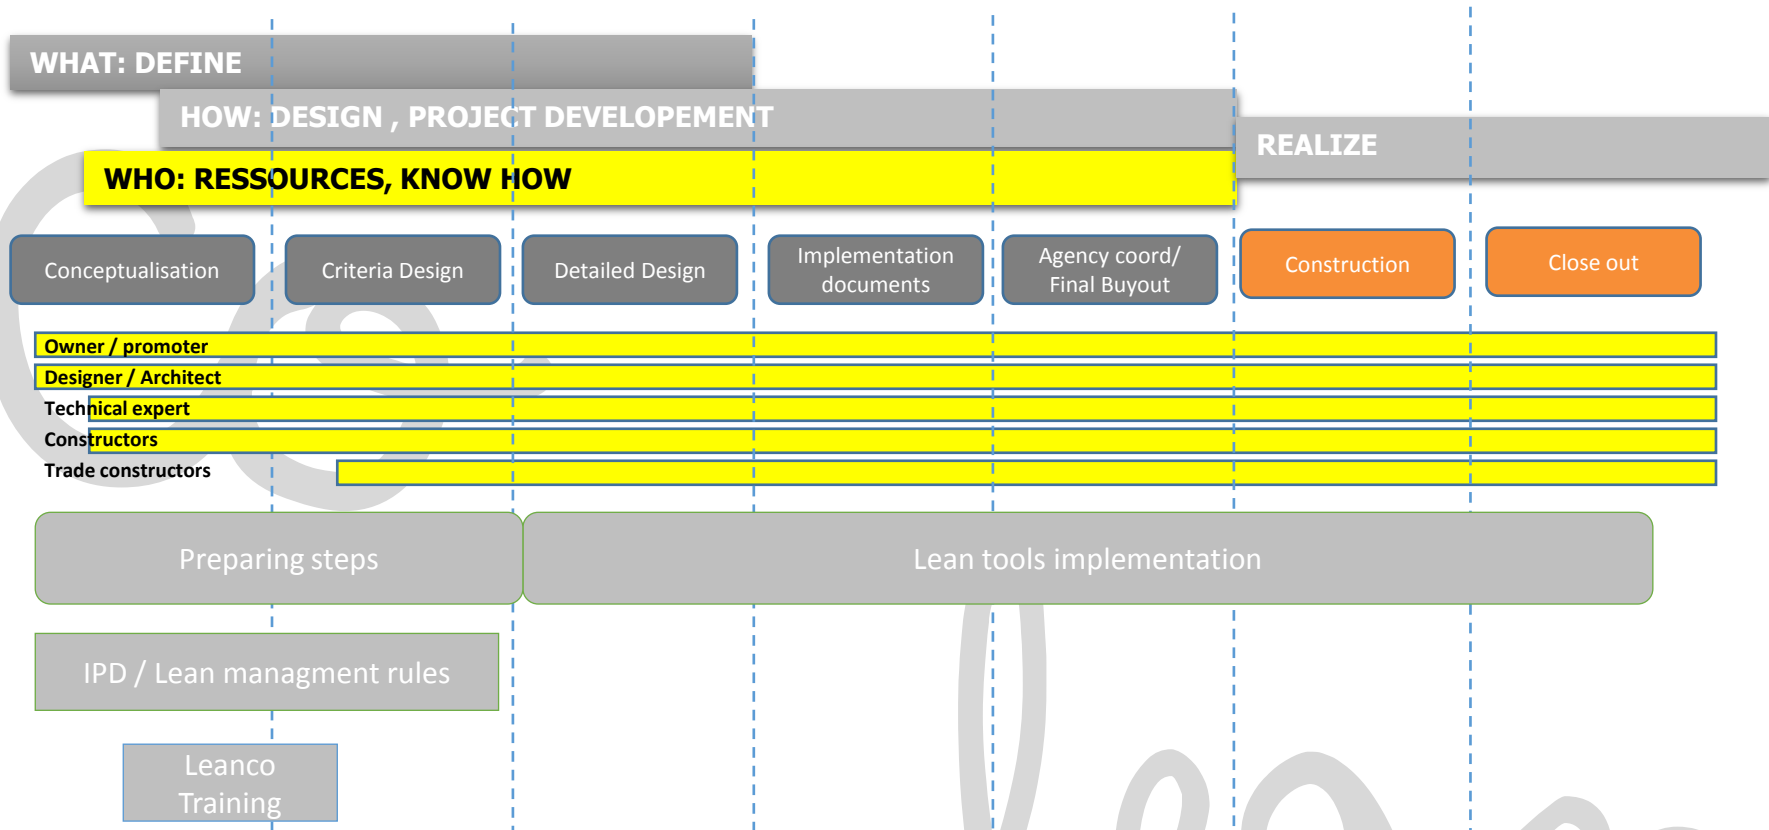 WHAT: DEFINE
HOW: DESIGN , PROJECT DEVELOPEMENT
REALIZE
WHO: RESSOURCES, KNOW HOW
Conceptualisation
Criteria Design
Detailed Design
Implementation
documents
Agency coord/
Final Buyout
Construction
Close out
Owner / promoter
Designer / Architect
Technical expert
Constructors
Trade constructors
Preparing steps
Lean tools implementation
IPD / Lean managment rules
Leanco
Training